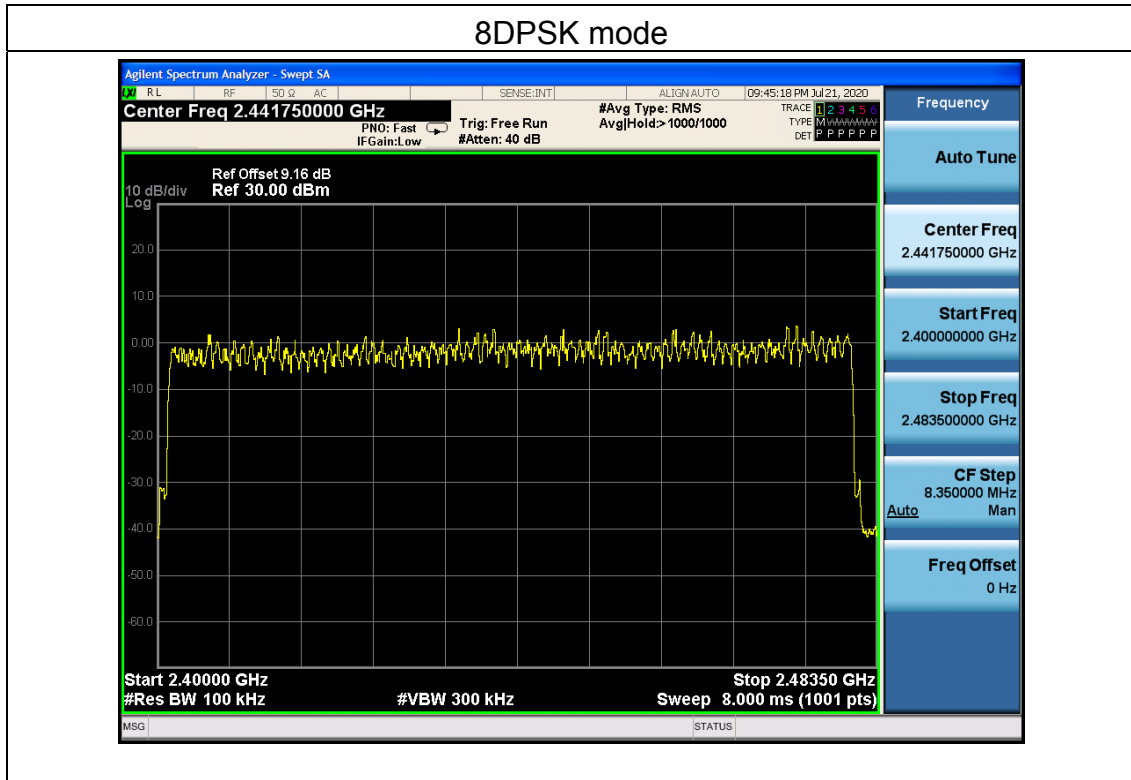 8DPSK mode
Agilent Spectrum Analyzer - Swept SA
LXI RL RF 50 Ω AC SENSE:INT ALIGN AUTO 09:45:18 PM Jul 21, 2020
Center Freq 2.441750000 GHz
PNO: Fast
IFGain:Low
Trig: Free Run
#Atten: 40 dB
#Avg Type: RMS
Avg|Hold:>1000/1000
TRACE 1 2 3 4 5 6
TYPE M WWWWW
DET P P P P P P
Ref Offset 9.16 dB
10 dB/div Ref 30.00 dBm
Log
20.0
10.0
0.00
-10.0
-20.0
-30.0
-40.0
-50.0
-60.0
Start 2.40000 GHz Stop 2.48350 GHz
#Res BW 100 kHz #VBW 300 kHz Sweep 8.000 ms (1001 pts)
MSG STATUS
Frequency
Auto Tune
Center Freq
2.441750000 GHz
Start Freq
2.400000000 GHz
Stop Freq
2.483500000 GHz
CF Step
8.350000 MHz
Auto Man
Freq Offset
0 Hz